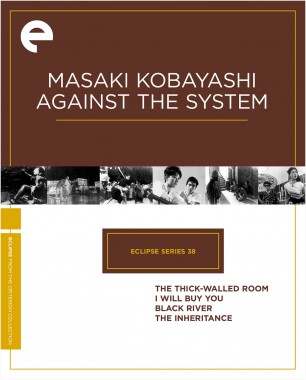 e
MASAKI KOBAYASHI
AGAINST THE SYSTEM
ECLIPSE SERIES 38
THE THICK-WALLED ROOM
I WILL BUY YOU
BLACK RIVER
THE INHERITANCE
ECLIPSE FROM THE CRITERION COLLECTION